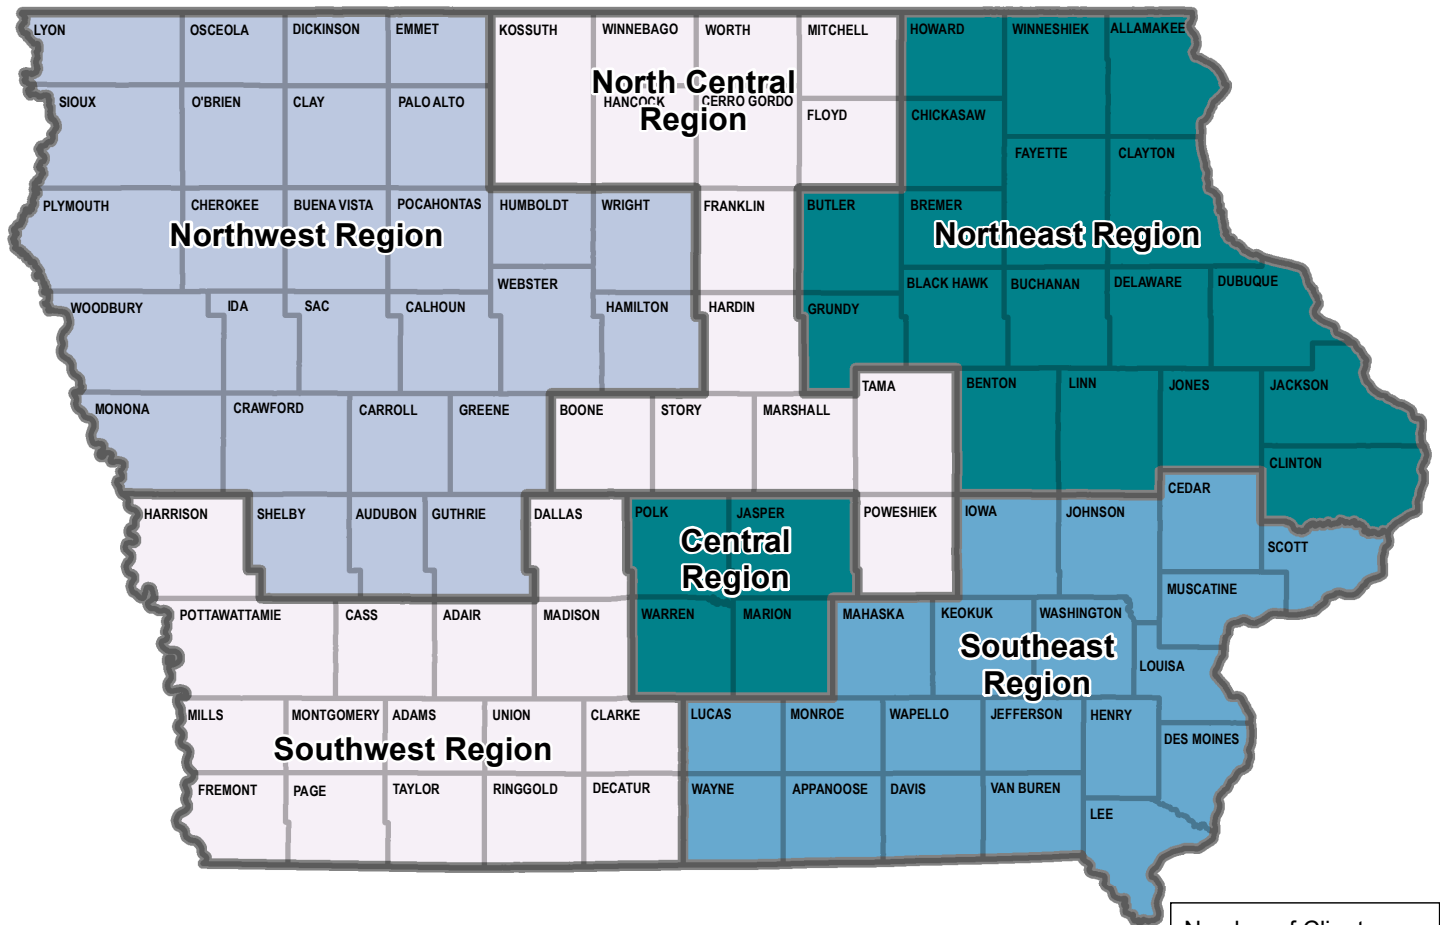 LYON OSCEOLA DICKINSON EMMET KOSSUTH WINNEBAGO WORTH MITCHELL HOWARD WINNESHIEK ALLAMAKEE
North Central
SIOUX O'BRIEN CLAY PALO ALTO HANCOCK CERRO GORDO FLOYD CHICKASAW
Region
FAYETTE CLAYTON
PLYMOUTH CHEROKEE BUENA VISTA POCAHONTAS HUMBOLDT WRIGHT FRANKLIN BUTLER BREMER
Northwest Region Northeast Region
WEBSTER BLACK HAWK BUCHANAN DELAWARE DUBUQUE
WOODBURY IDA SAC CALHOUN HAMILTON HARDIN GRUNDY
TAMA BENTON LINN JONES JACKSON
MONONA CRAWFORD CARROLL GREENE BOONE STORY MARSHALL
CLINTON
CEDAR
HARRISON SHELBY AUDUBON GUTHRIE DALLAS POLK JASPER POWESHIEK IOWA JOHNSON
Central
Region
SCOTT
MUSCATINE
POTTAWATTAMIE CASS ADAIR MADISON WARREN MARION MAHASKA KEOKUK WASHINGTON
Southeast
Region
LOUISA
MILLS MONTGOMERY ADAMS UNION CLARKE LUCAS MONROE WAPELLO JEFFERSON HENRY
Southwest Region
DES MOINES
FREMONT PAGE TAYLOR RINGGOLD DECATUR WAYNE APPANOOSE DAVIS VAN BUREN
LEE